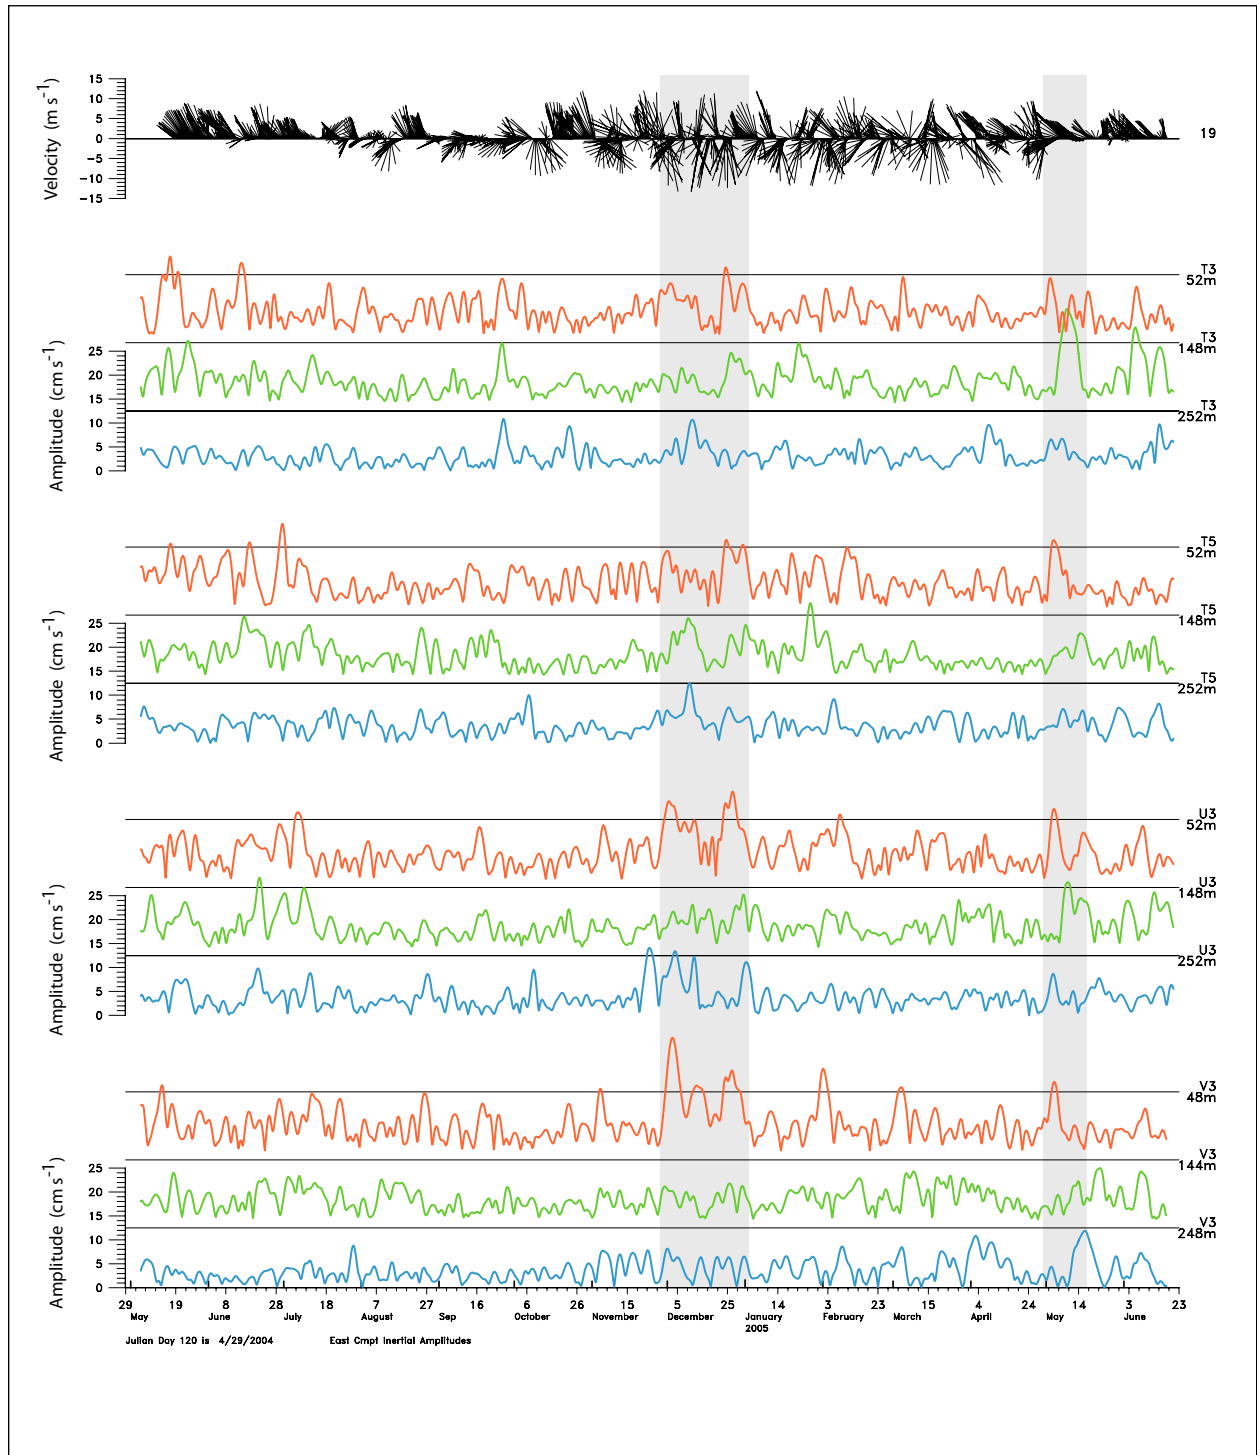 Velocity (m s⁻¹)
15
10
5
0
−5
−10
−15
19
T3
52m
T3
148m
T3
252m
Amplitude (cm s⁻¹)
25
20
15
10
5
0
T5
52m
T5
148m
T5
252m
Amplitude (cm s⁻¹)
25
20
15
10
5
0
U3
52m
U3
148m
U3
252m
Amplitude (cm s⁻¹)
25
20
15
10
5
0
V3
48m
V3
144m
V3
248m
Amplitude (cm s⁻¹)
25
20
15
10
5
0
29 19 8 28 18 7 27 16 6 26 15 5 25 14 3 23 15 4 24 14 3 23
May June July August Sep October November December January February March April May June
2005
Julian Day 120 is 4/29/2004 East Cmpt Inertial Amplitudes